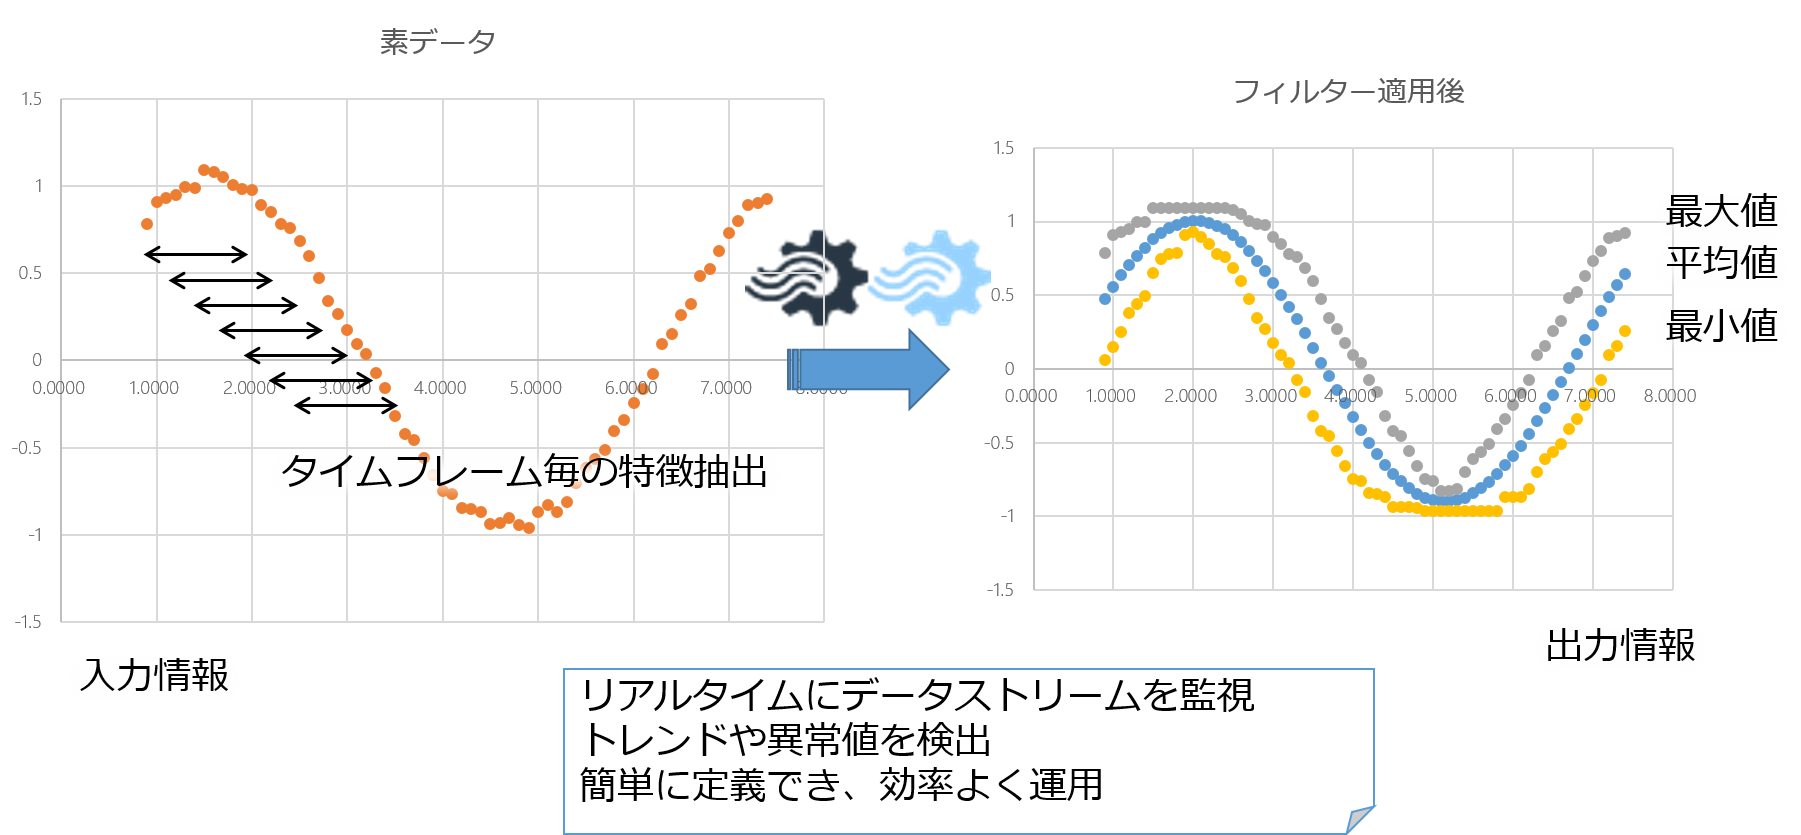 素データ
1.5
1
0.5
0
-0.5
-1
-1.5
0.0000 1.0000 2.0000 3.0000 4.0000 5.0000 6.0000 7.0000 8.0000
タイムフレーム毎の特徴抽出
入力情報
フィルター適用後
1.5
1
0.5
0
-0.5
-1
-1.5
0.0000 1.0000 2.0000 3.0000 4.0000 5.0000 6.0000 7.0000 8.0000
最大値
平均値
最小値
出力情報
リアルタイムにデータストリームを監視
トレンドや異常値を検出
簡単に定義でき、効率よく運用